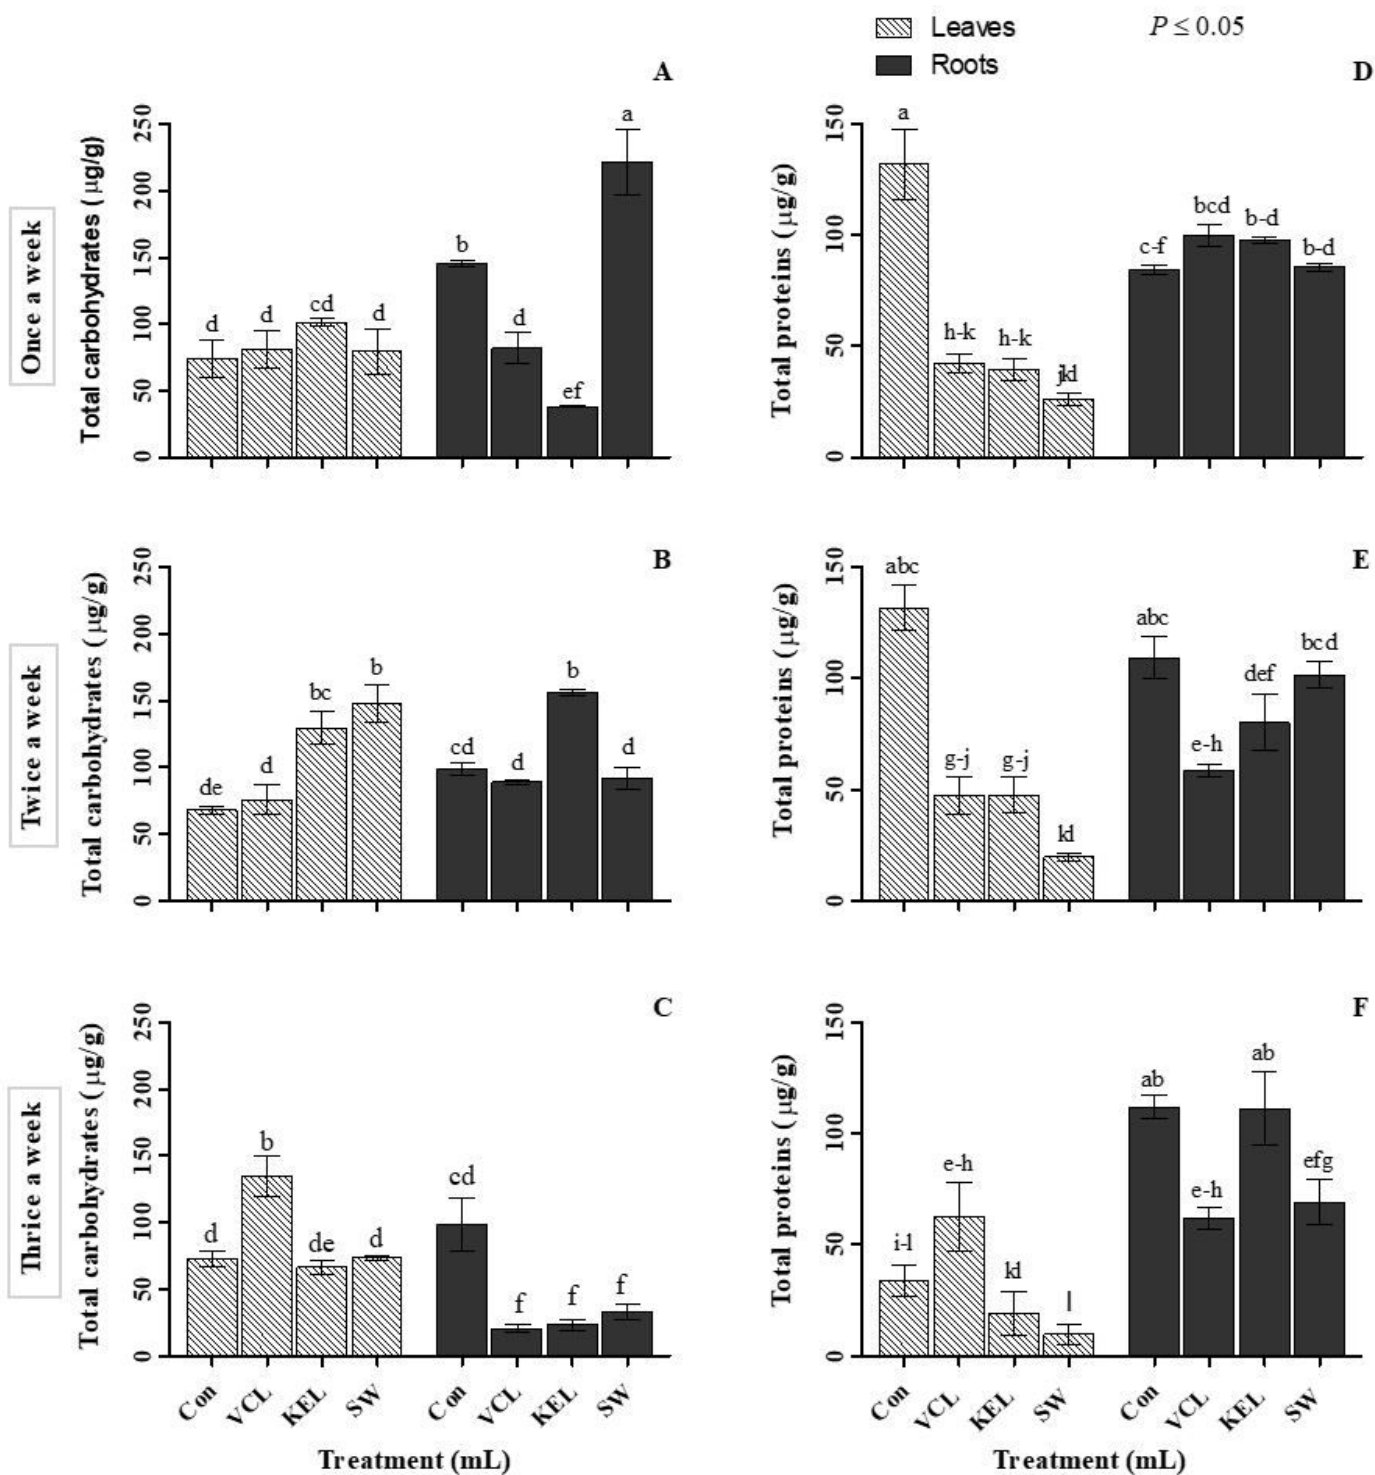 Leaves
Roots
P ≤ 0.05
A
Once a week
Total carbohydrates (μg/g)
0 50 100 150 200 250
d d cd d b d ef a
D
Total proteins (μg/g)
0 50 100 150
a h-k h-k jkl c-f bcd b-d b-d
B
Twice a week
Total carbohydrates (μg/g)
0 50 100 150 200 250
de d bc b cd d b d
E
Total proteins (μg/g)
0 50 100 150
abc g-j g-j kl abc e-h def bcd
C
Thrice a week
Total carbohydrates (μg/g)
0 50 100 150 200 250
d b de d cd f f f
Con VCL KEL SW Con VCL KEL SW
Treatment (mL)
F
Total proteins (μg/g)
0 50 100 150
i-l e-h kl l ab e-h ab efg
Con VCL KEL SW Con VCL KEL SW
Treatment (mL)